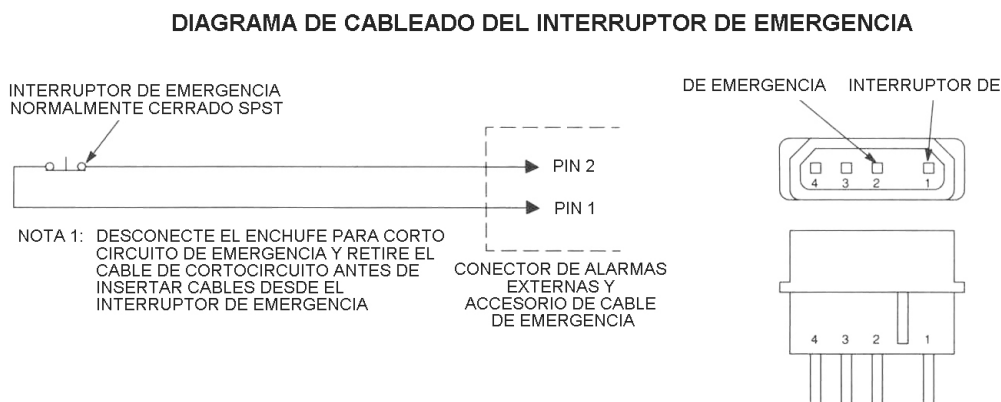 DIAGRAMA DE CABLEADO DEL INTERRUPTOR DE EMERGENCIA
INTERRUPTOR DE EMERGENCIA
NORMALMENTE CERRADO SPST
PIN 2
PIN 1
NOTA 1: DESCONECTE EL ENCHUFE PARA CORTO
CIRCUITO DE EMERGENCIA Y RETIRE EL
CABLE DE CORTOCIRCUITO ANTES DE
INSERTAR CABLES DESDE EL
INTERRUPTOR DE EMERGENCIA
CONECTOR DE ALARMAS
EXTERNAS Y
ACCESORIO DE CABLE
DE EMERGENCIA
DE EMERGENCIA INTERRUPTOR DE
4 3 2 1
4 3 2 1